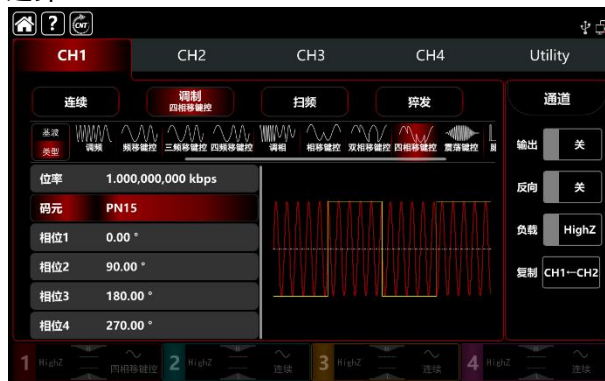 ? CNT
CH1 CH2 CH3 CH4 Utility
连续 调制 四相移键控 扫频 猝发 通道
基波 类型 调频 频移键控 三频移键控 四频移键控 调相 相移键控 双相移键控 四相移键控 震荡键控
输出 关
位率 1.000,000,000 kbps
反向 关
码元 PN15
负载 HighZ
相位1 0.00 °
相位2 90.00 °
复制 CH1←CH2
相位3 180.00 °
相位4 270.00 °
1 HighZ 四相移键控 2 HighZ 连续 3 HighZ 连续 4 HighZ 连续